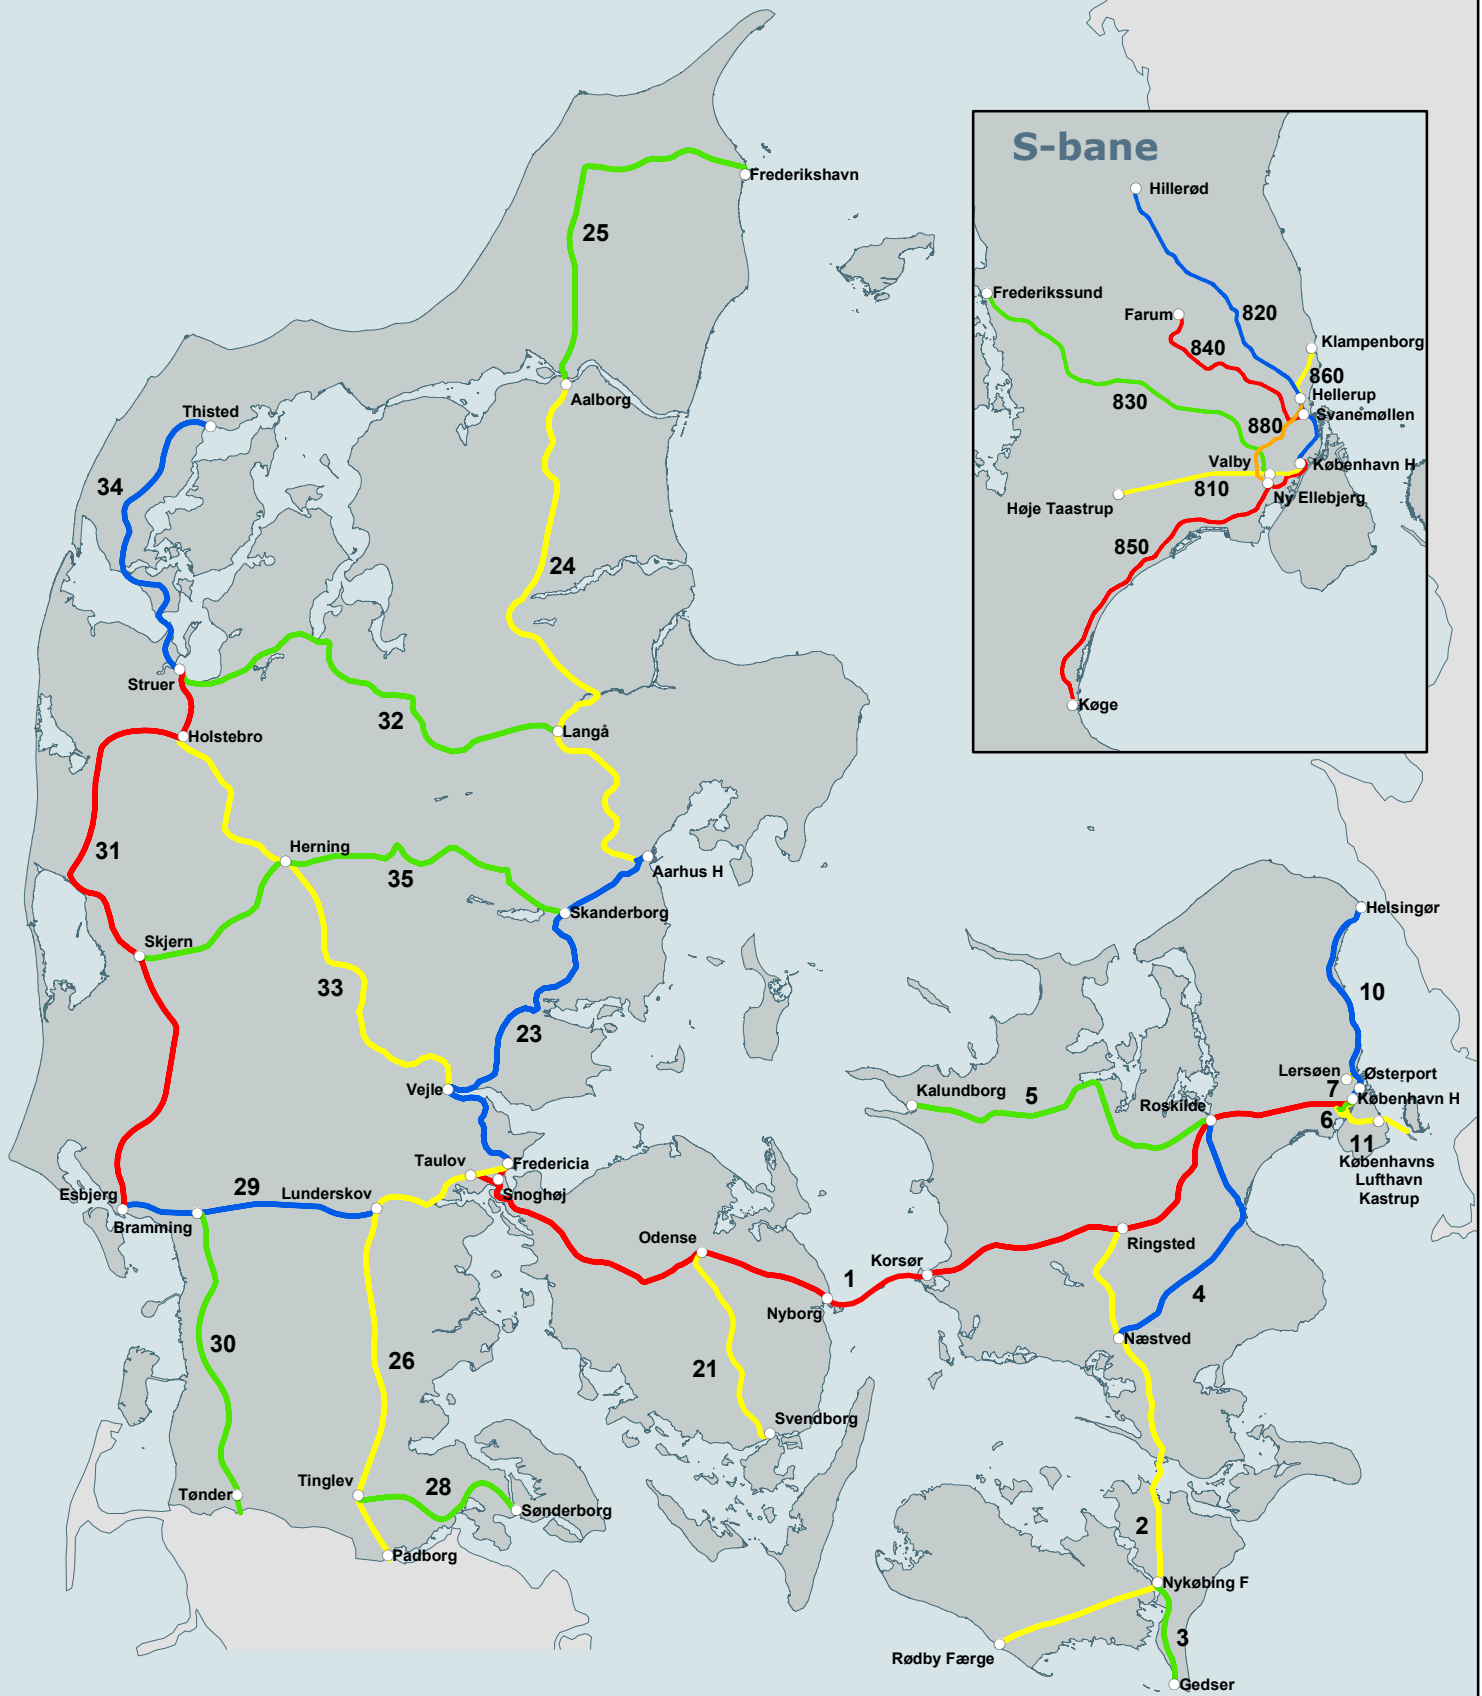 S-bane
Hillerød
Frederikssund
Farum
820
840
Klampenborg
860
830
Hellerup
880
Svanemøllen
Valby
København H
810
Ny Ellebjerg
Høje Taastrup
850
Køge
Frederikshavn
25
Aalborg
Thisted
34
24
Struer
32
Langå
Holstebro
31
Herning
35
Aarhus H
Skanderborg
Skjern
33
23
Vejle
Helsingør
10
Lersøen
Østerport
7
København H
Kalundborg
5
Roskilde
6
11
Københavns
Lufthavn
Kastrup
Taulov
Fredericia
Snoghøj
Esbjerg
29
Lunderskov
Bramming
Odense
Korsør
Ringsted
1
Nyborg
4
Næstved
30
26
21
Svendborg
Tønder
Tinglev
28
Sønderborg
Padborg
2
Nykøbing F
3
Rødby Færge
Gedser